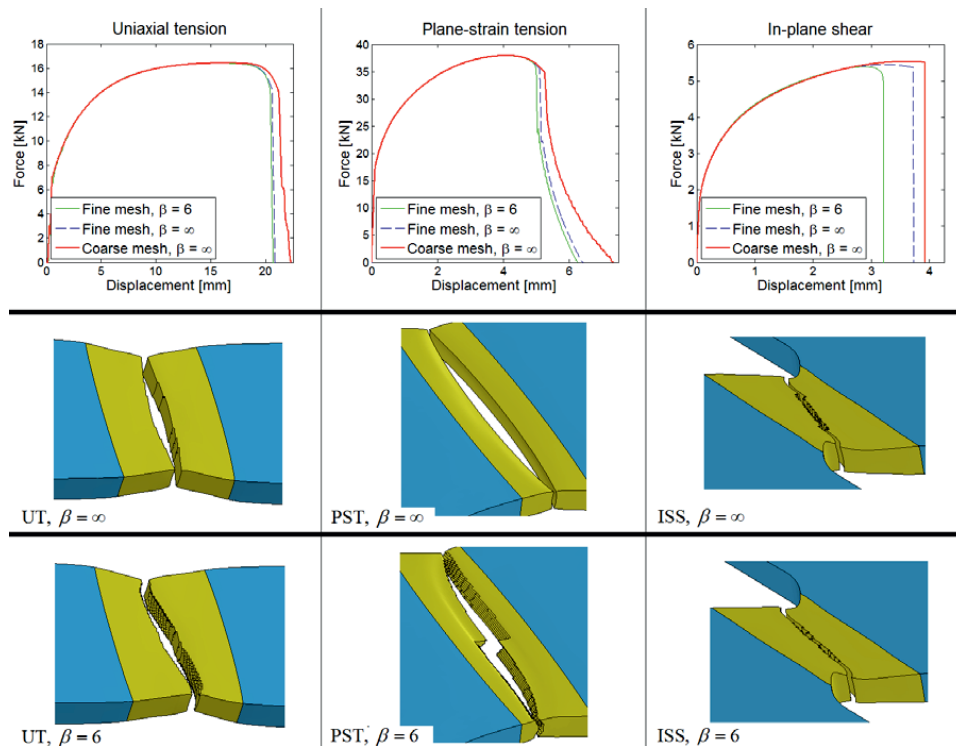 Uniaxial tension
Force [kN]
18
16
14
12
10
8
6
4
2
0
Fine mesh, β = 6
Fine mesh, β = ∞
Coarse mesh, β = ∞
0 5 10 15 20
Displacement [mm]
Plane-strain tension
Force [kN]
40
35
30
25
20
15
10
5
0
Fine mesh, β = 6
Fine mesh, β = ∞
Coarse mesh, β = ∞
0 2 4 6
Displacement [mm]
In-plane shear
Force [kN]
6
5
4
3
2
1
0
Fine mesh, β = 6
Fine mesh, β = ∞
Coarse mesh, β = ∞
0 1 2 3 4
Displacement [mm]
UT, β = ∞
PST, β = ∞
ISS, β = ∞
UT, β = 6
PST, β = 6
ISS, β = 6